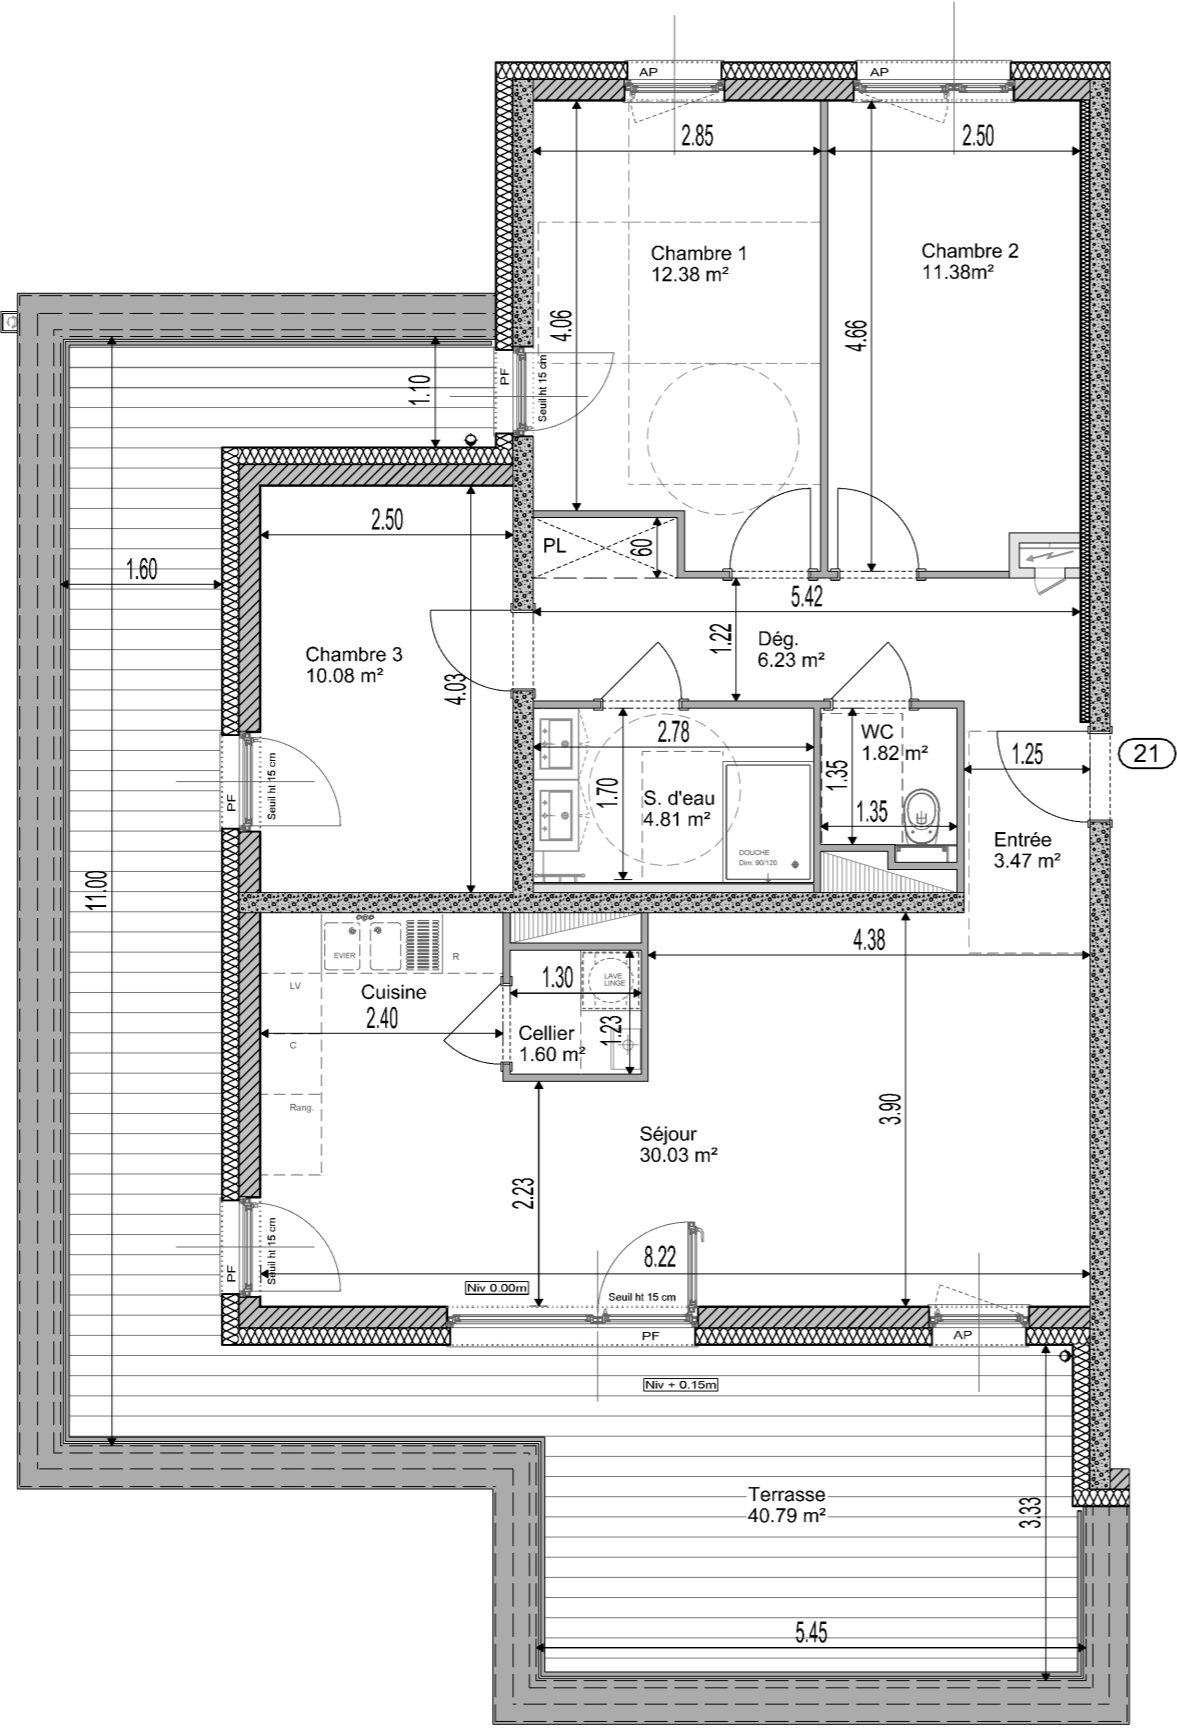 AP
AP
2.85
2.50
Chambre 1
12.38 m²
Chambre 2
11.38m²
4.06
4.66
1.10
PF
Seuil ht 15 cm
2.50
PL
60
1.60
5.42
1.22
Dég.
6.23 m²
Chambre 3
10.08 m²
4.03
2.78
WC
1.82 m²
1.35
1.35
1.25
21
1.70
S. d'eau
4.81 m²
DOUCHE
Dim. 90/120
Entrée
3.47 m²
PF
Seuil ht 15 cm
11.00
4.38
EVIER
R
LV
Cuisine
2.40
1.30
LAVE
LINGE
Cellier
1.60 m²
1.23
C
Rang.
3.90
Séjour
30.03 m²
2.23
8.22
PF
Seuil ht 15 cm
Niv 0.00m
Seuil ht 15 cm
PF
AP
Niv + 0.15m
Terrasse
40.79 m²
3.33
5.45